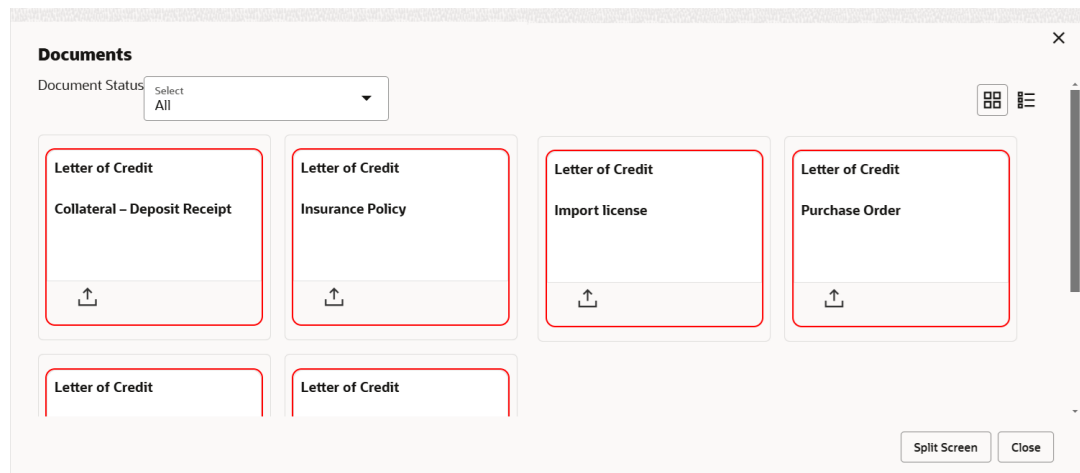 Documents
Document Status
Select
All
Letter of Credit
Collateral – Deposit Receipt
Letter of Credit
Insurance Policy
Letter of Credit
Import license
Letter of Credit
Purchase Order
Letter of Credit
Letter of Credit
Split Screen
Close